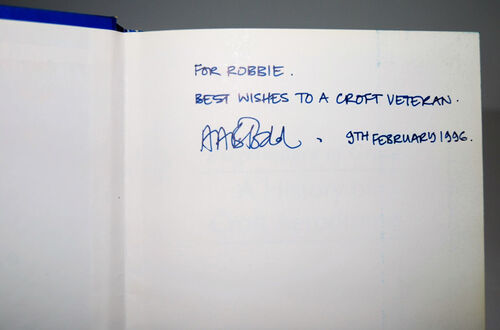 FOR ROBBIE.
BEST WISHES TO A CROFT VETERAN.
9TH FEBRUARY 1996.